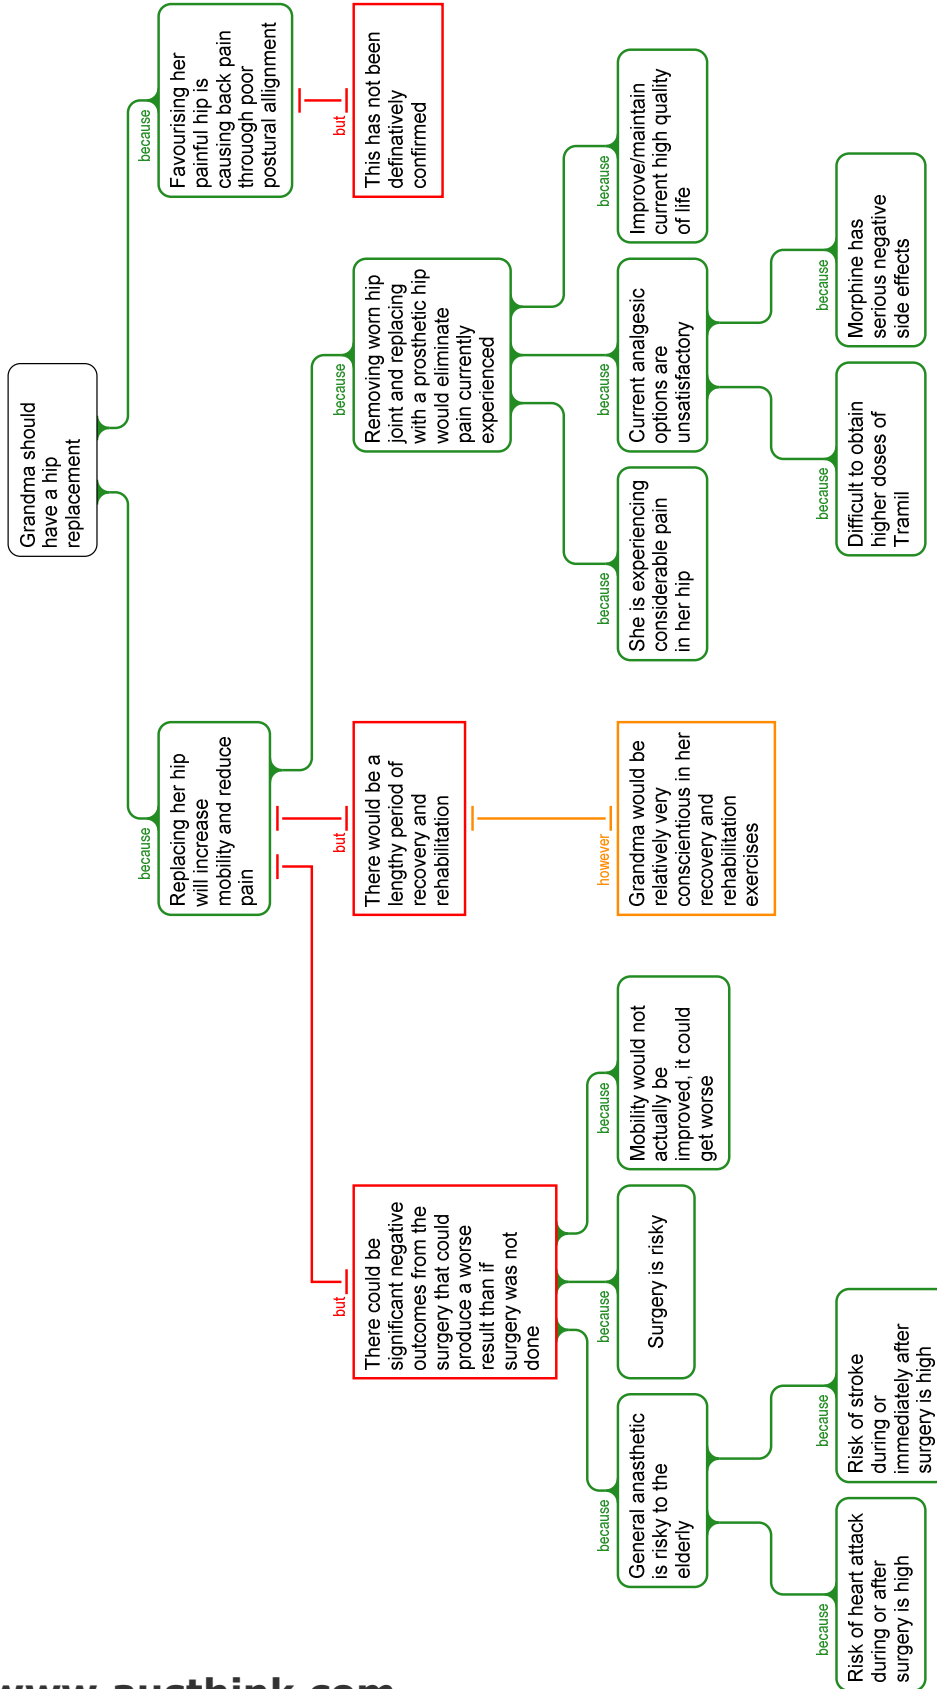 Grandma should
have a hip
replacement
because
Replacing her hip
will increase
mobility and reduce
pain
because
Favourising her
painful hip is
causing back pain
thruough poor
postural allignment
but
There could be
significant negative
outcomes from the
surgery that could
produce a worse
result than if
surgery was not
done
but
There would be a
lengthy period of
recovery and
rehabilitation
because
Removing worn hip
joint and replacing
with a prosthetic hip
would eliminate
pain currently
experienced
but
This has not been
definatively
confirmed
because
General anasthetic
is risky to the
elderly
because
Surgery is risky
because
Mobility would not
actually be
improved, it could
get worse
however
Grandma would be
relatively very
conscientious in her
recovery and
rehabilitation
exercises
because
She is experiencing
considerable pain
in her hip
because
Current analgesic
options are
unsatisfactory
because
Improve/maintain
current high quality
of life
because
Risk of heart attack
during or after
surgery is high
because
Risk of stroke
during or
immediately after
surgery is high
because
Difficult to obtain
higher doses of
Tramil
because
Morphine has
serious negative
side effects
www.austhink.com